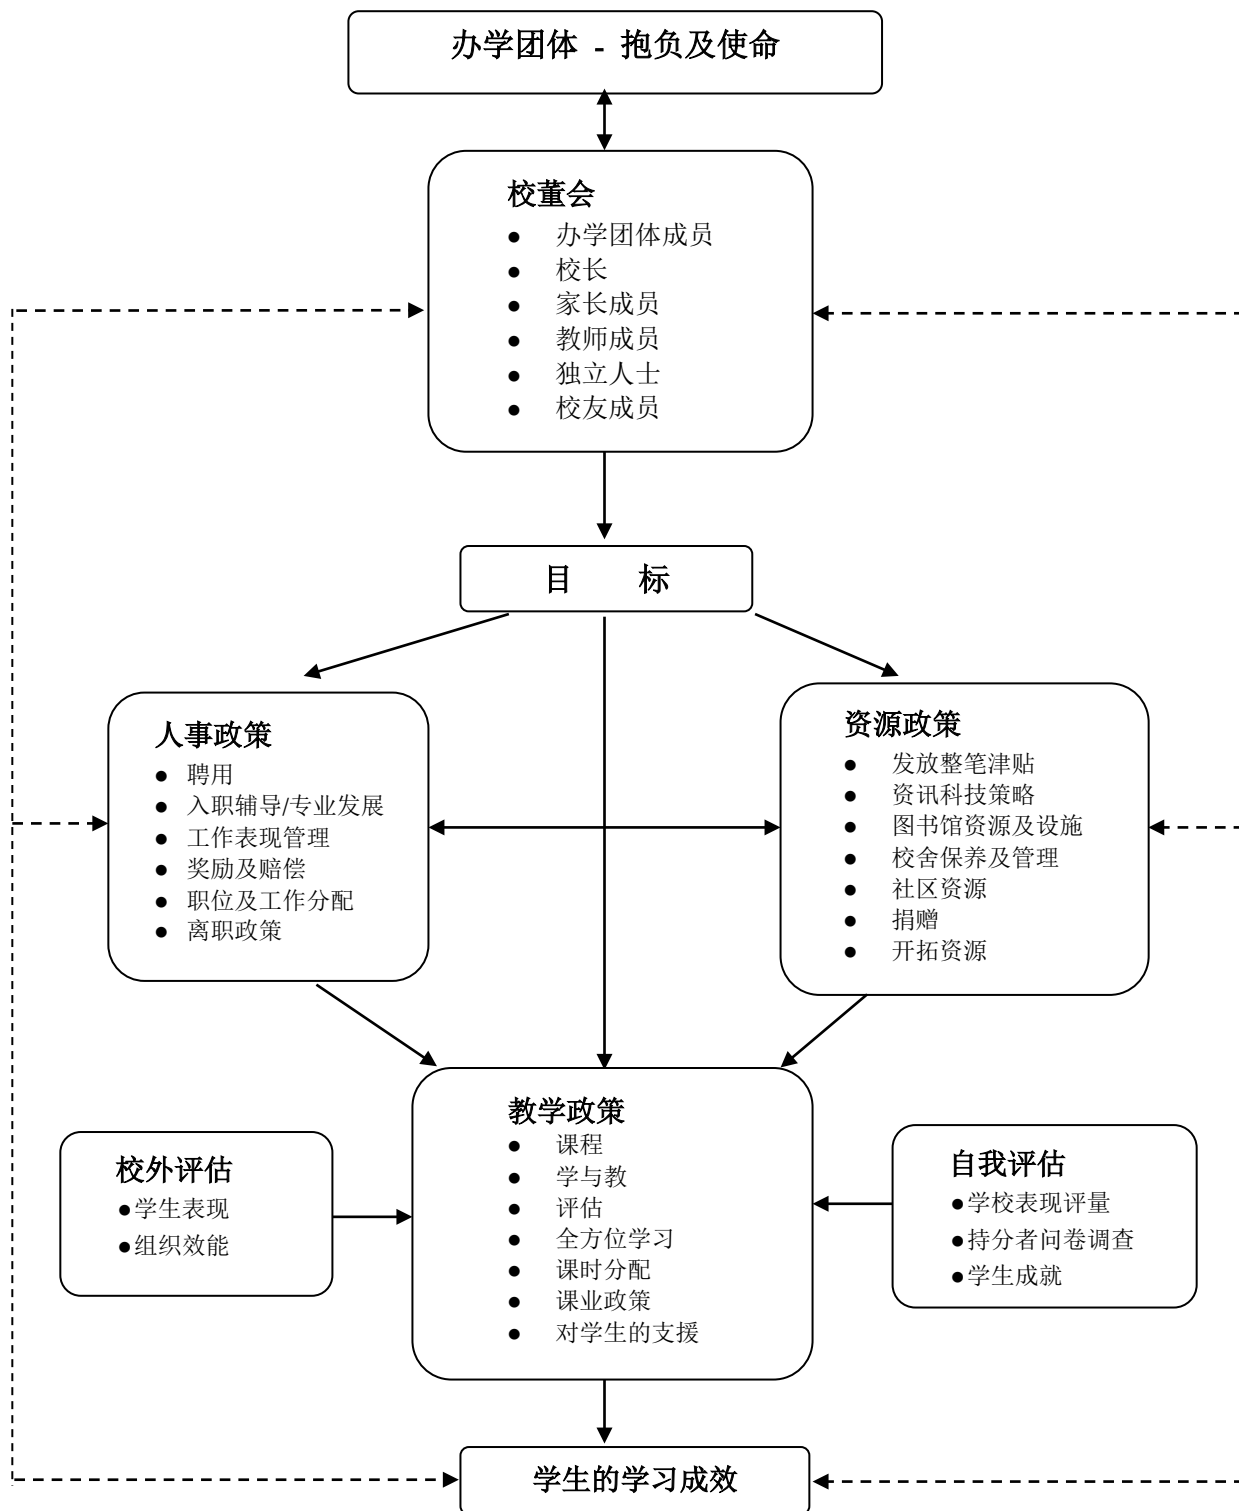 办学团体 - 抱负及使命
校董会
● 办学团体成员
● 校长
● 家长成员
● 教师成员
● 独立人士
● 校友成员
目 标
人事政策
● 聘用
● 入职辅导/专业发展
● 工作表现管理
● 奖励及赔偿
● 职位及工作分配
● 离职政策
资源政策
● 发放整笔津贴
● 资讯科技策略
● 图书馆资源及设施
● 校舍保养及管理
● 社区资源
● 捐赠
● 开拓资源
校外评估
●学生表现
●组织效能
教学政策
● 课程
● 学与教
● 评估
● 全方位学习
● 课时分配
● 课业政策
● 对学生的支援
自我评估
●学校表现评量
●持分者问卷调查
●学生成就
学生的学习成效